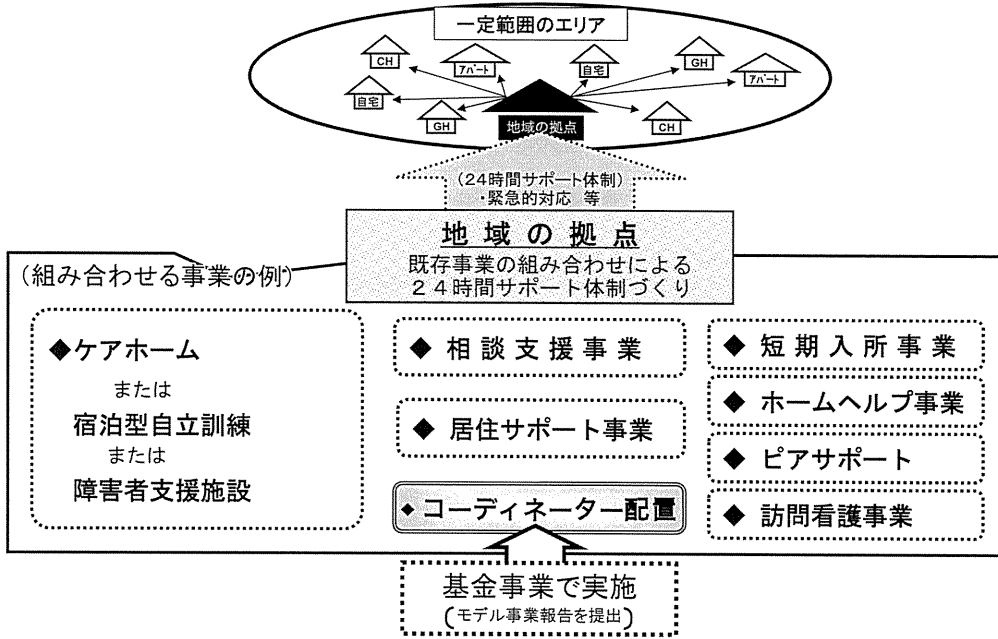 一定範囲のエリア
CH
アパート
自宅
GH
アパート
自宅
GH
CH
地域の拠点
(24時間サポート体制)
・緊急的対応 等
地域の拠点
既存事業の組み合わせによる
24時間サポート体制づくり
(組み合わせる事業の例)
◆ケアホーム
または
宿泊型自立訓練
または
障害者支援施設
◆ 相談支援事業
◆ 居住サポート事業
◆ コーディネーター配置
◆ 短期入所事業
◆ ホームヘルプ事業
◆ ピアサポート
◆ 訪問看護事業
基金事業で実施
(モデル事業報告を提出)